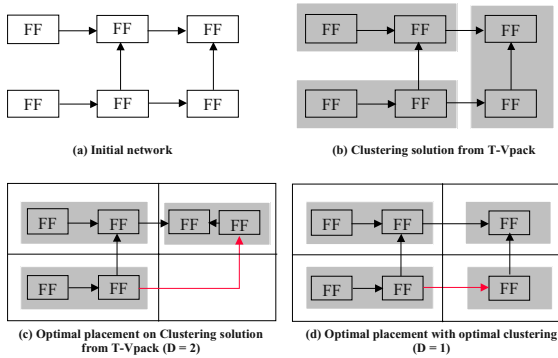 FF FF FF FF FF FF
FF FF FF FF FF FF
(a) Initial network (b) Clustering solution from T-Vpack
FF FF FF FF FF FF FF
FF FF FF FF FF
(c) Optimal placement on Clustering solution
from T-Vpack (D = 2)
(d) Optimal placement with optimal clustering
(D = 1)